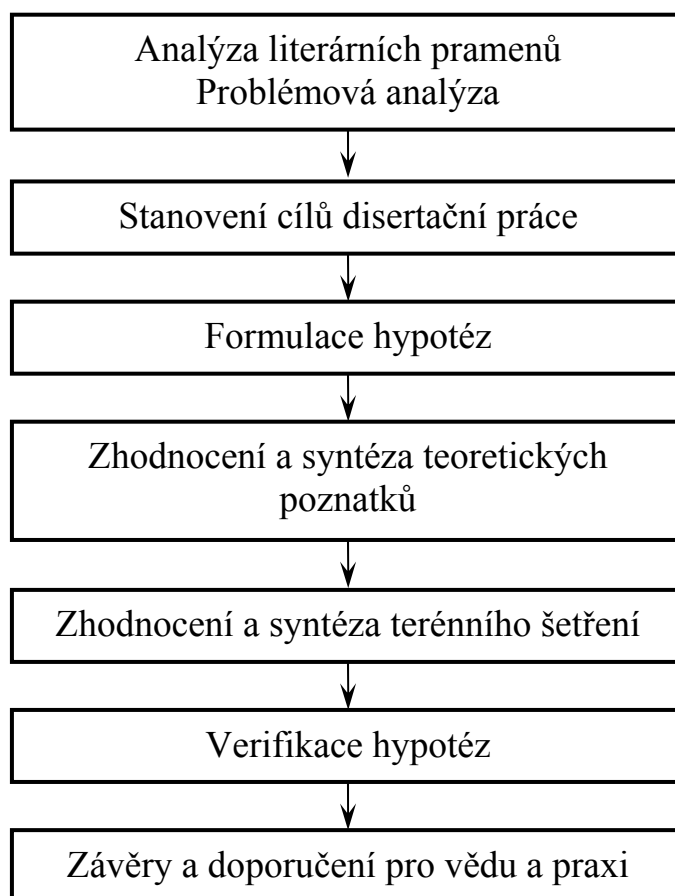 Analýza literárních pramenů
Problémová analýza
Stanovení cílů disertační práce
Formulace hypotéz
Zhodnocení a syntéza teoretických
poznatků
Zhodnocení a syntéza terénního šetření
Verifikace hypotéz
Závěry a doporučení pro vědu a praxi